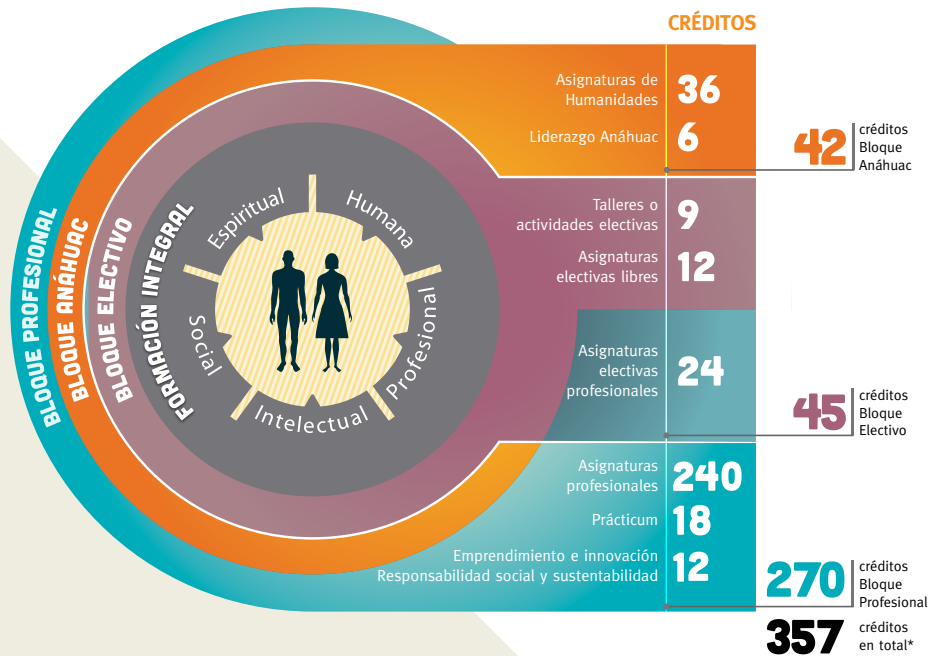 CRÉDITOS
Asignaturas de
Humanidades
36
Liderazgo Anáhuac
6
42
créditos
Bloque
Anáhuac
Talleres o
actividades electivas
9
Asignaturas
electivas libres
12
Asignaturas
electivas
profesionales
24
45
créditos
Bloque
Electivo
Asignaturas
profesionales
240
Prácticum
18
Emprendimiento e innovación
Responsabilidad social y sustentabilidad
12
270
créditos
Bloque
Profesional
357
créditos
en total*
BLOQUE PROFESIONAL
BLOQUE ANÁHUAC
BLOQUE ELECTIVO
FORMACIÓN INTEGRAL
Espiritual
Humana
Profesional
Intelectual
Social